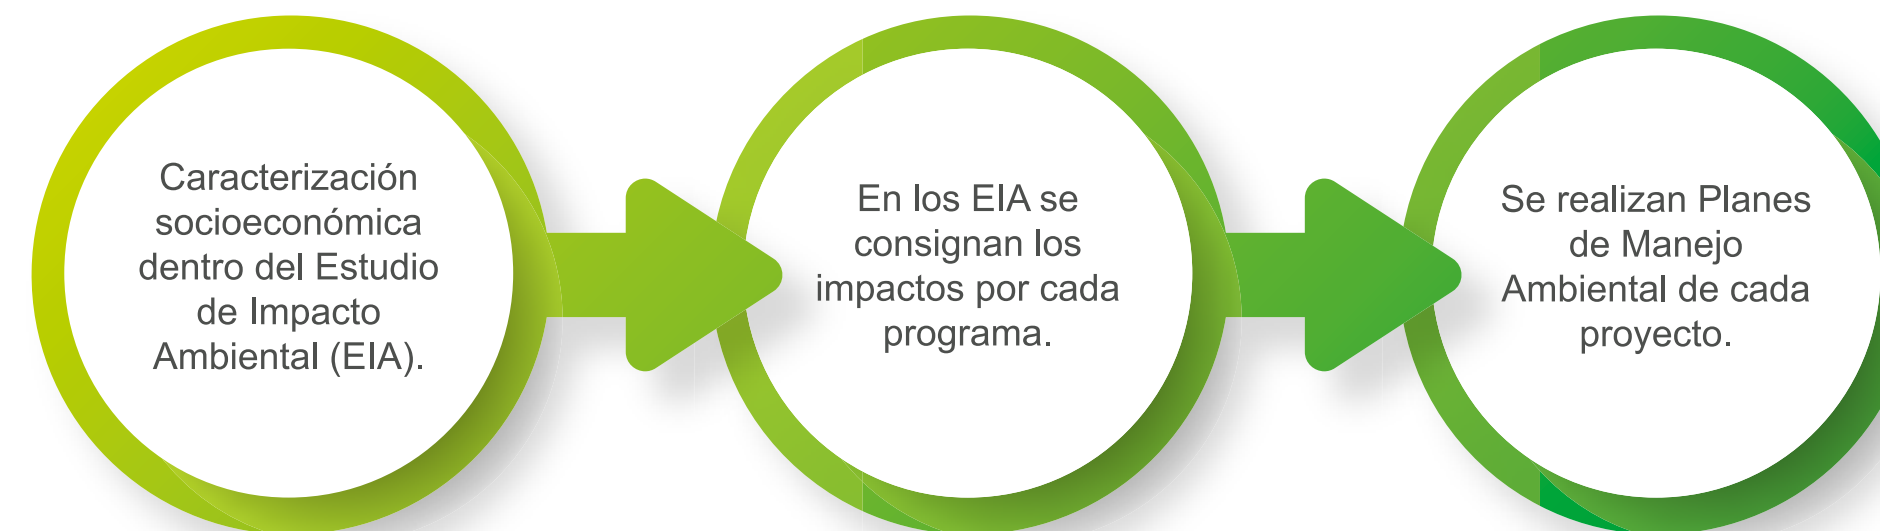 Caracterización
socioeconómica
dentro del Estudio
de Impacto
Ambiental (EIA).
En los EIA se
consignan los
impactos por cada
programa.
Se realizan Planes
de Manejo
Ambiental de cada
proyecto.